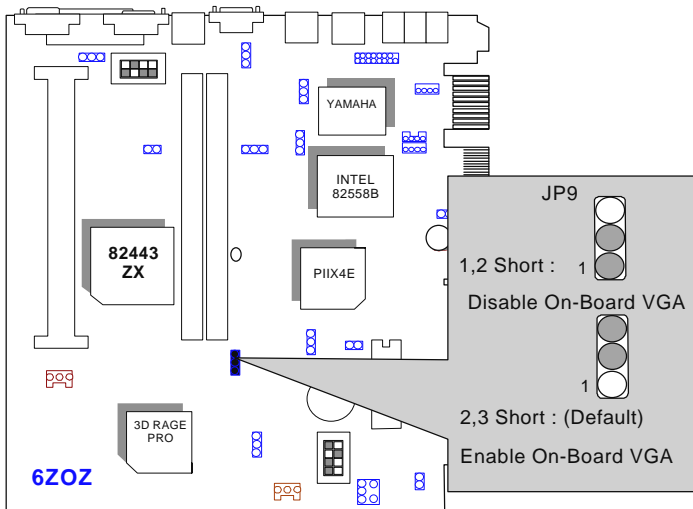 YAMAHA
INTEL
82558B
82443
ZX
PIIX4E
3D RAGE
PRO
6ZOZ
JP9
1,2 Short :
1
Disable On-Board VGA
1
2,3 Short : (Default)
Enable On-Board VGA